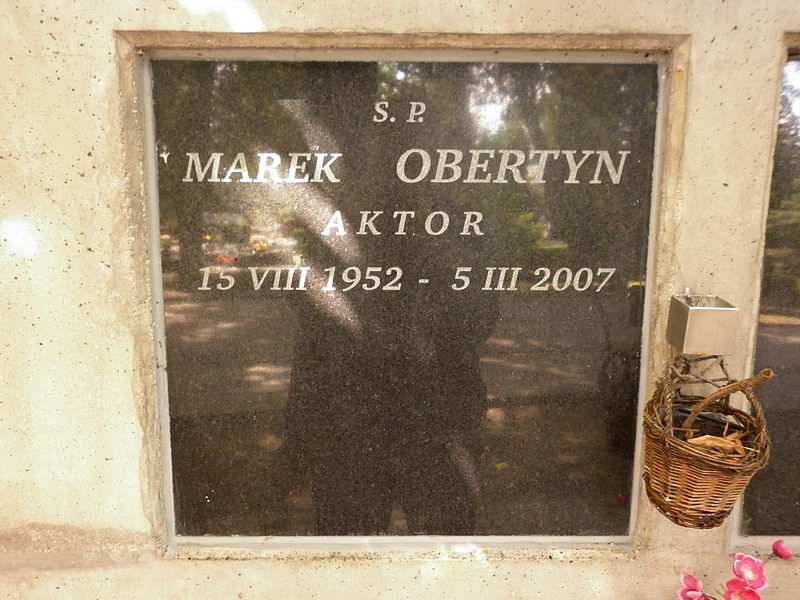 S. P.
MAREK OBERTYN
AKTOR
15 VIII 1952 - 5 III 2007